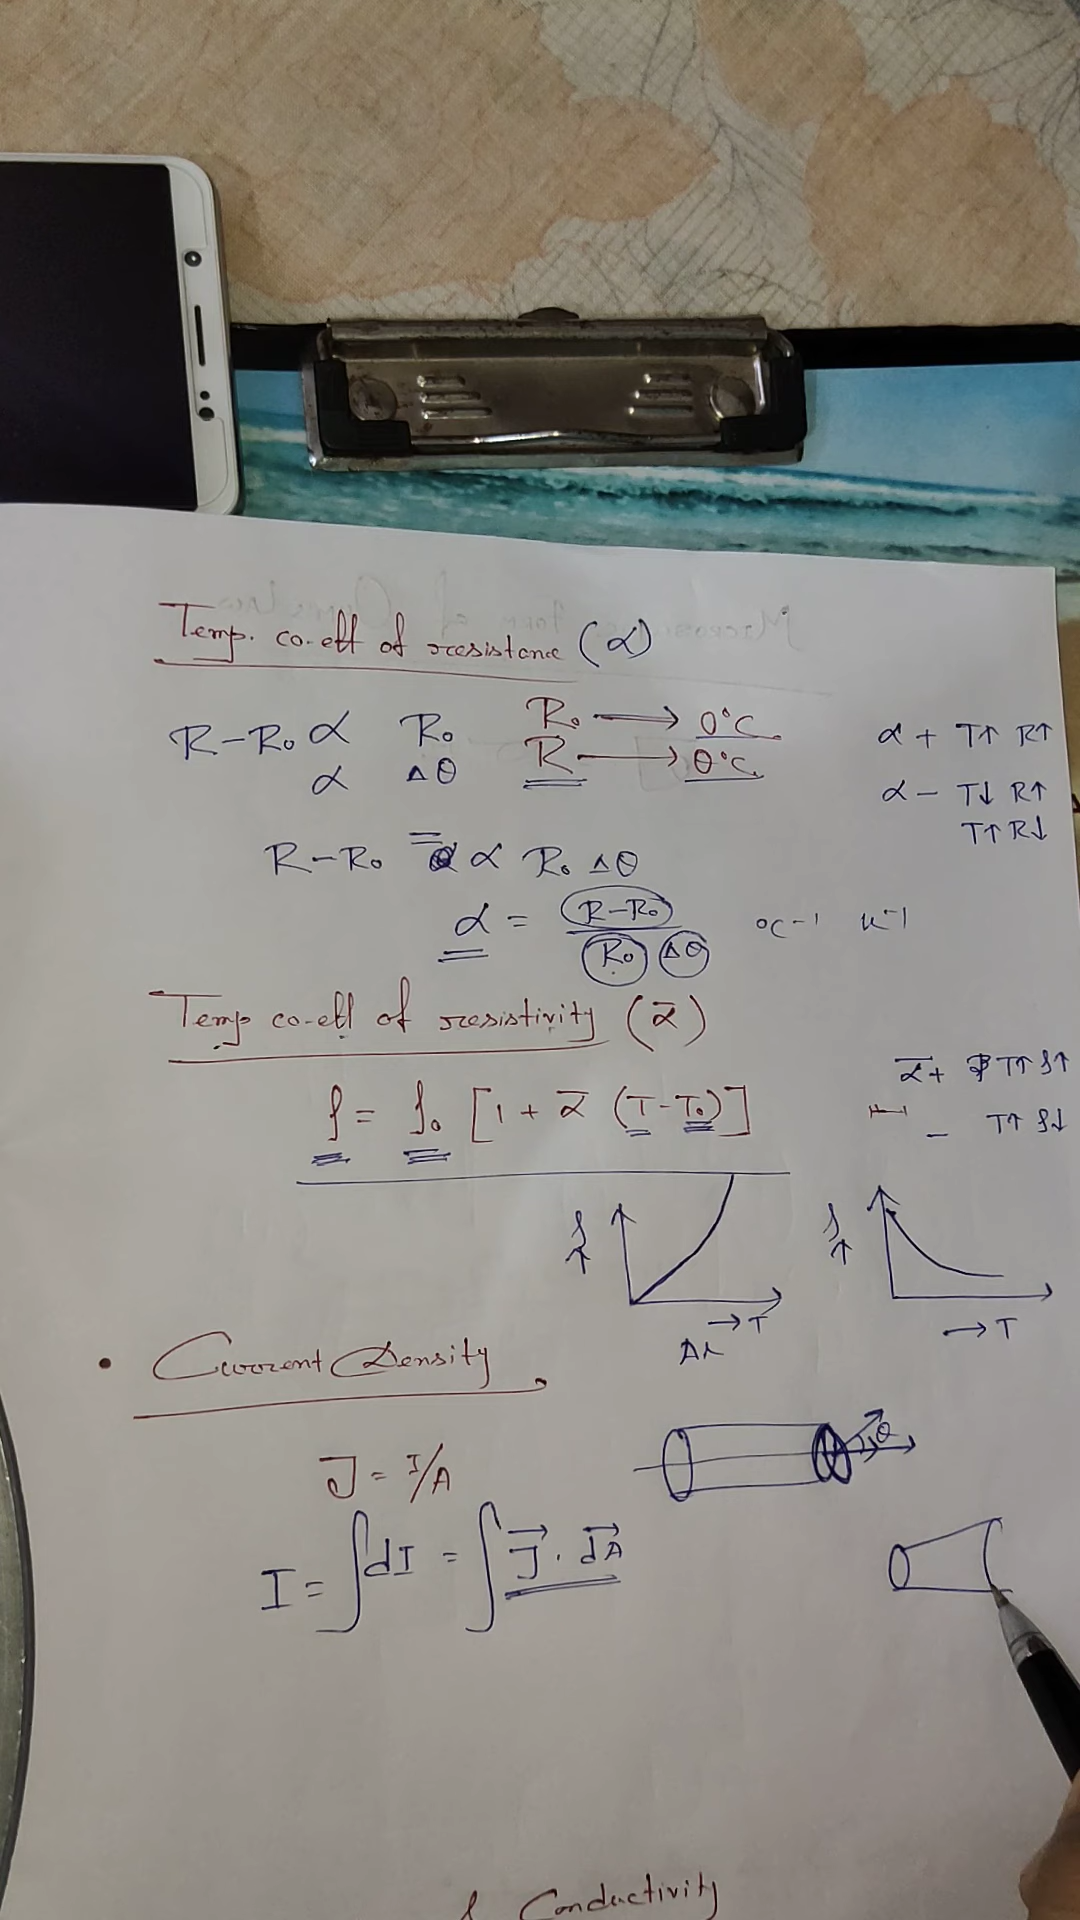 Temp. co-eff of resistance (α)
R-R₀ α R₀ R₀ → 0°C
α Δθ R → θ°C
α + T↑ R↑
α - T↓ R↑
T↑ R↓
R-R₀ = α R₀ Δθ
α = (R-R₀) / (R₀ Δθ) °C⁻¹ K⁻¹
Temp co-eff of resistivity (ᾱ)
ρ = ρ₀ [1 + ᾱ (T-T₀)]
ᾱ + T↑ ρ↑
- T↑ ρ↓
ρ → T
ρ → T
• Current Density
J = I/A
θ
I = ∫dI = ∫J⃗ . dA⃗
Conductivity